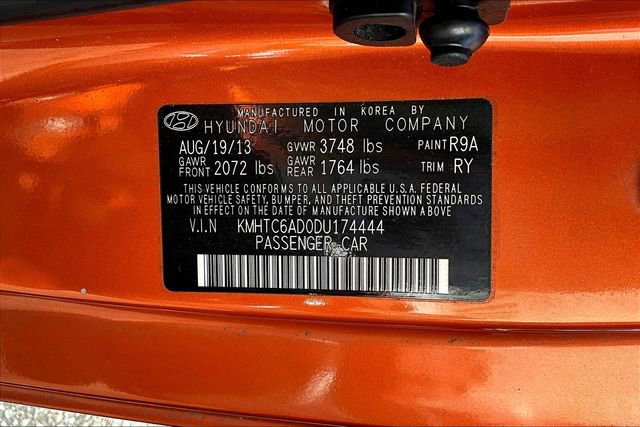 MANUFACTURED IN KOREA BY
HYUNDAI MOTOR COMPANY
AUG/19/13 GVWR 3748 lbs PAINT R9A
GAWR FRONT 2072 lbs GAWR REAR 1764 lbs TRIM RY
THIS VEHICLE CONFORMS TO ALL APPLICABLE U.S.A. FEDERAL
MOTOR VEHICLE SAFETY, BUMPER, AND THEFT PREVENTION STANDARDS
IN EFFECT ON THE DATE OF MANUFACTURE SHOWN ABOVE
V.I.N KMHTC6AD0DU174444
PASSENGER CAR